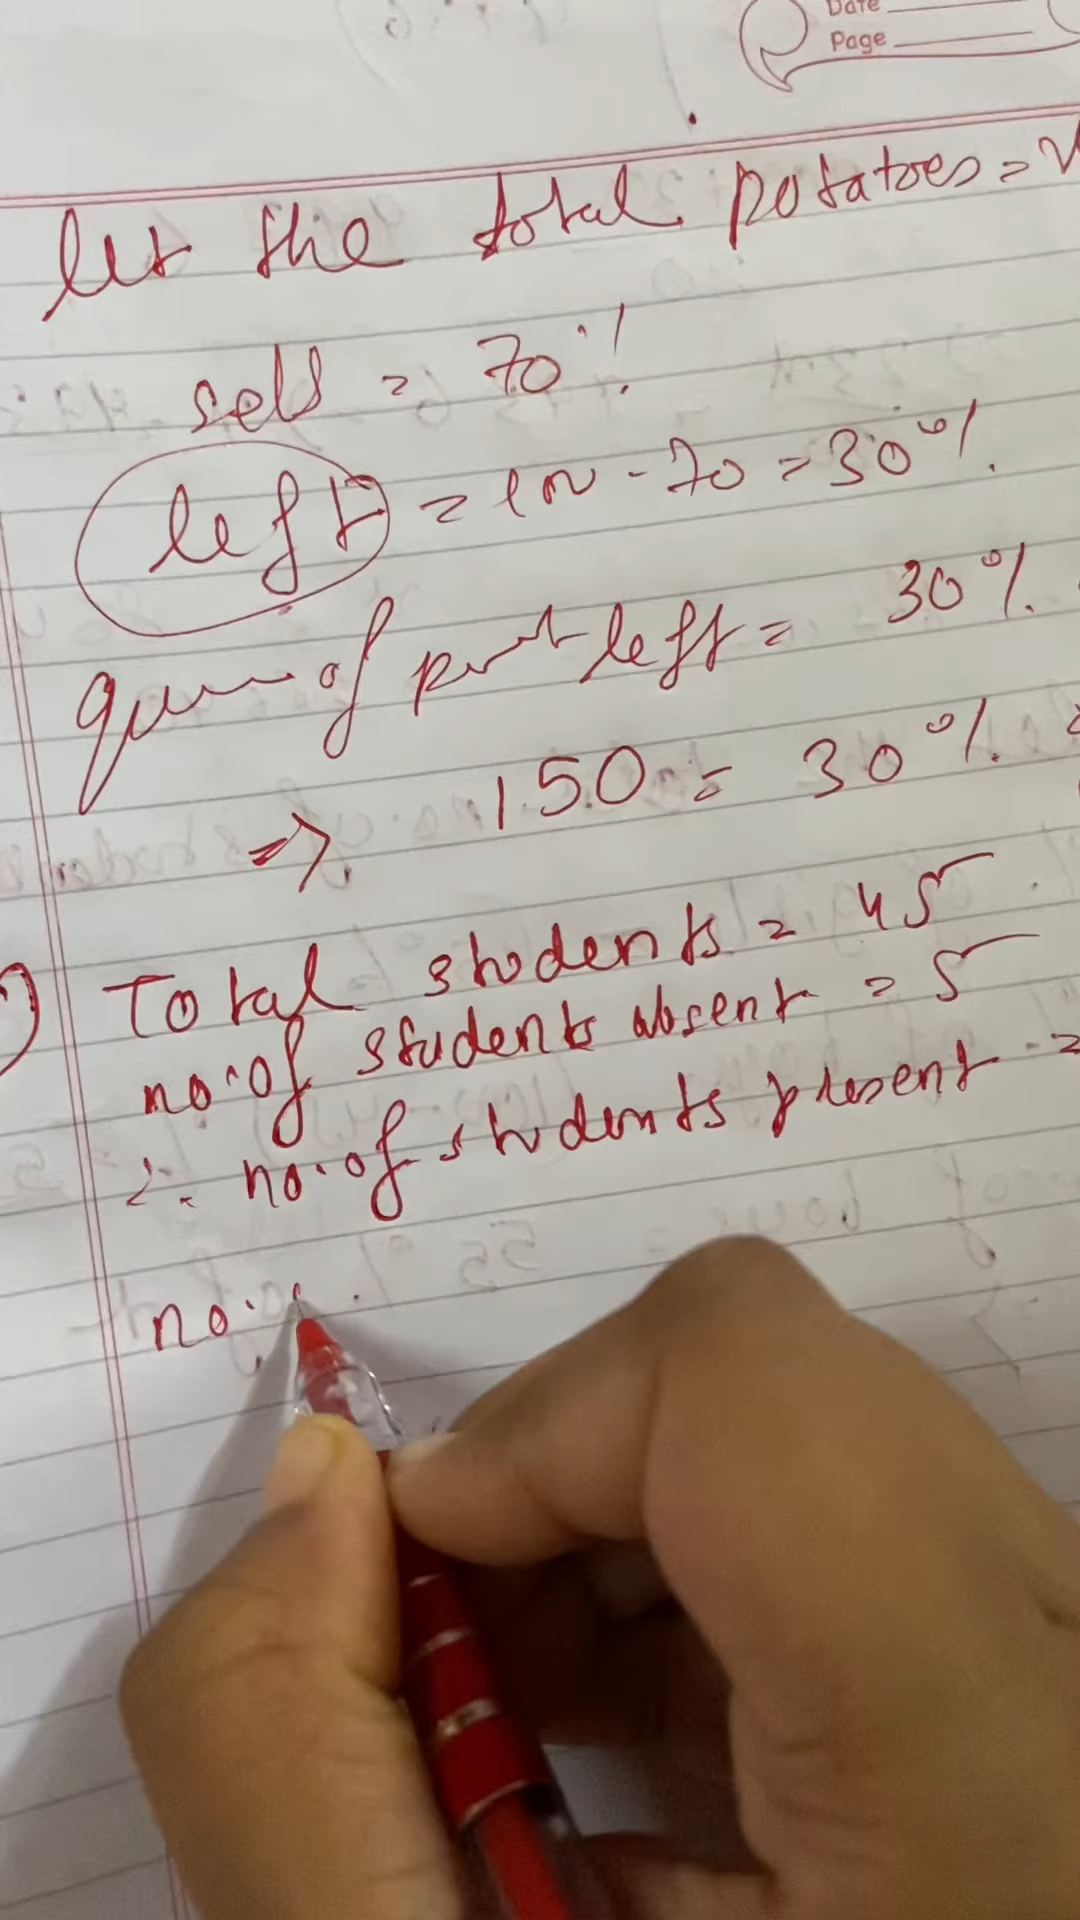 Date
Page
let the total potatoes =
sell = 70%
left = 100 - 70 = 30%.
of left = 30%.
⇒ 150 = 30%.
Total students = 45
no. of students absent = 5
∴ no. of students present =
no.